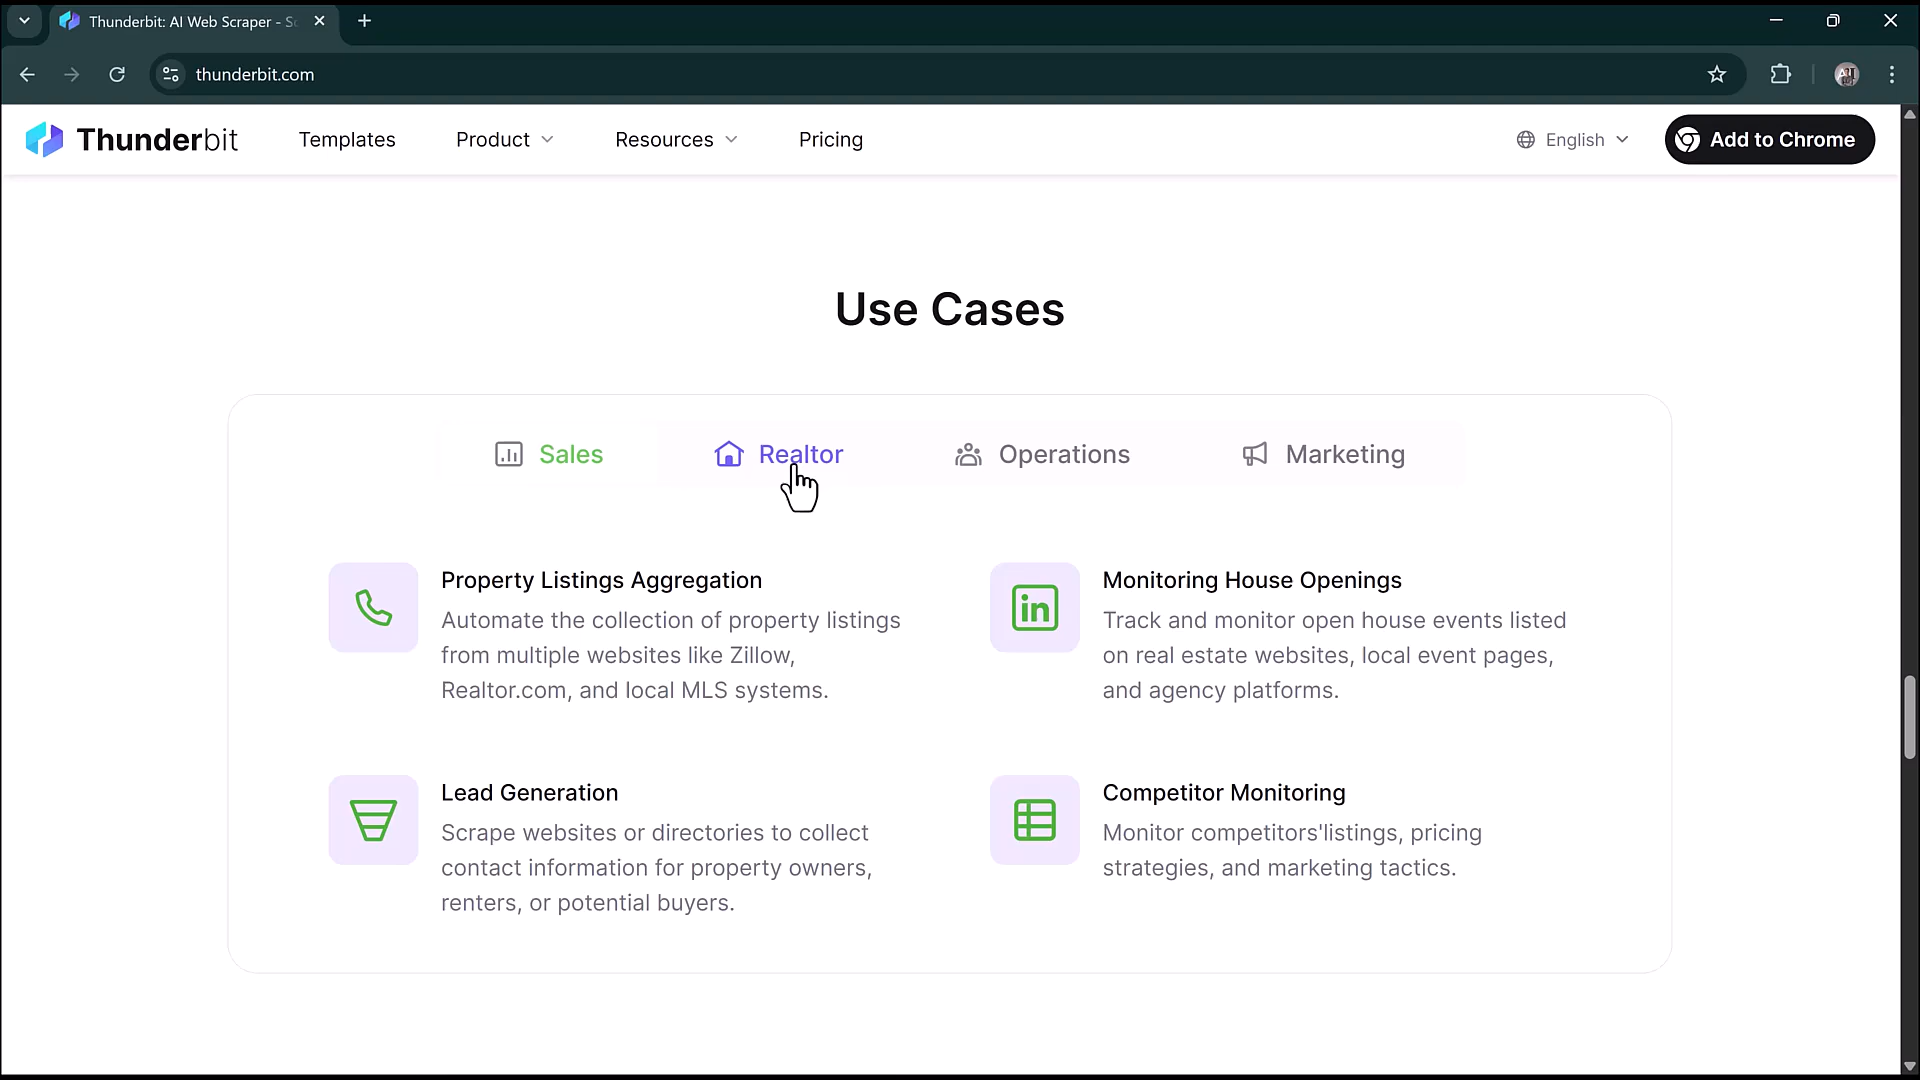 Thunderbit: AI Web Scraper - Sc
thunderbit.com
Thunderbit
Templates
Product
Resources
Pricing
English
Add to Chrome
Use Cases
Sales
Realtor
Operations
Marketing
Property Listings Aggregation
Automate the collection of property listings
from multiple websites like Zillow,
Realtor.com, and local MLS systems.
Monitoring House Openings
Track and monitor open house events listed
on real estate websites, local event pages,
and agency platforms.
Lead Generation
Scrape websites or directories to collect
contact information for property owners,
renters, or potential buyers.
Competitor Monitoring
Monitor competitors'listings, pricing
strategies, and marketing tactics.